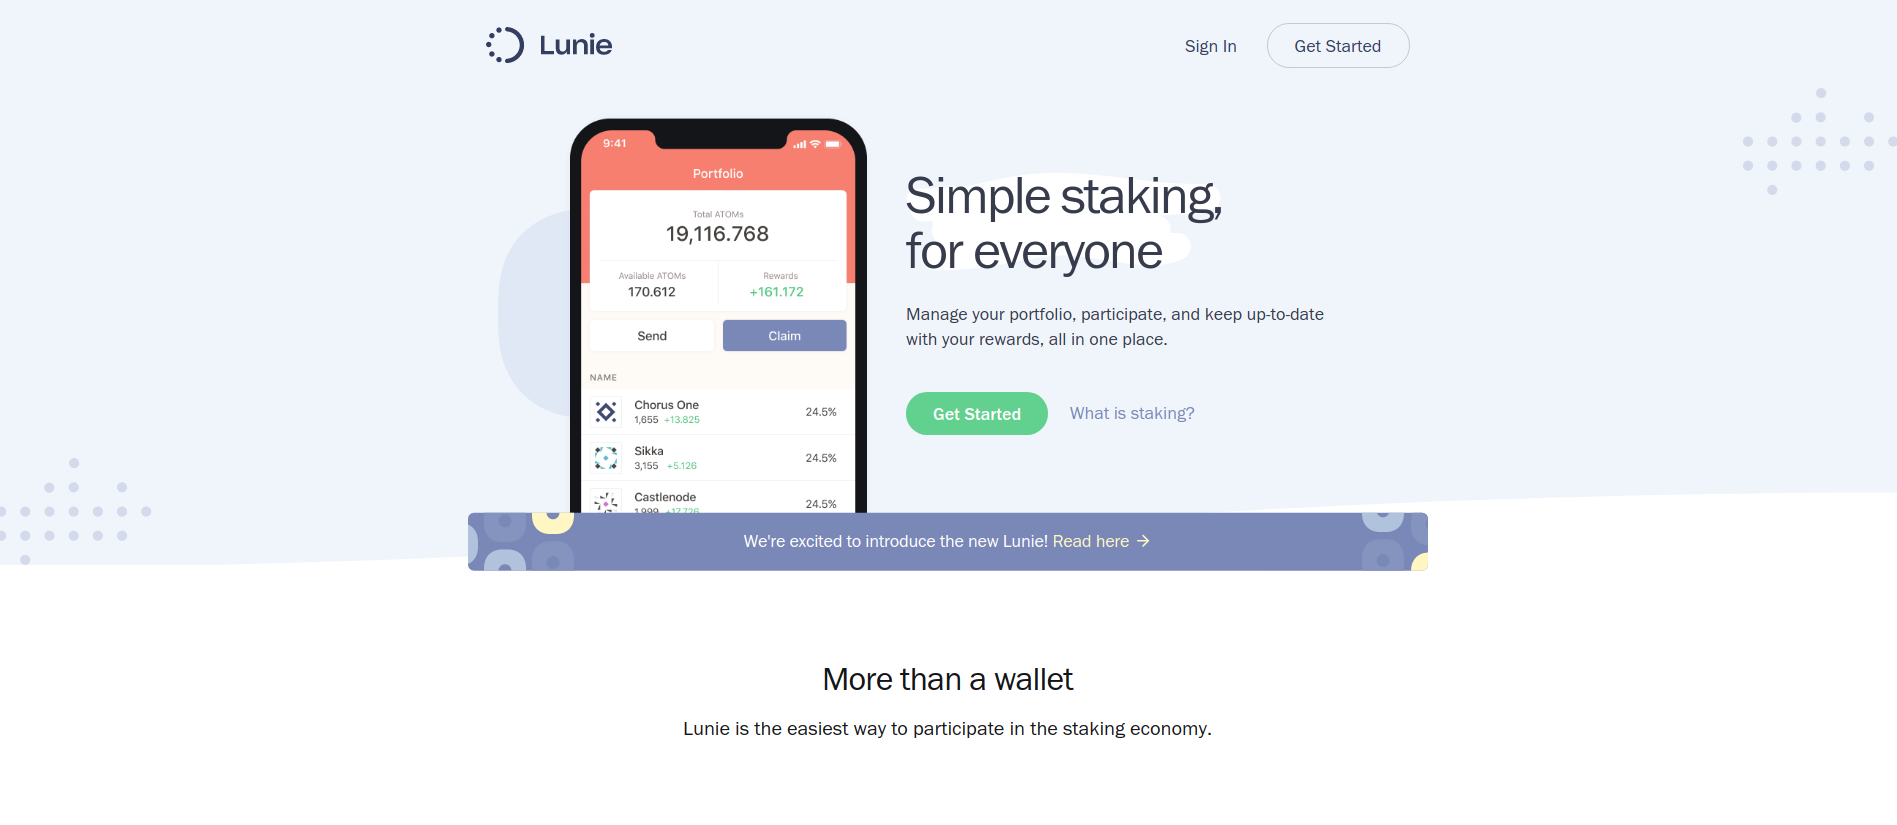 Lunie
Sign In
Get Started
9:41
Portfolio
Total ATOMs
19,116.768
Available ATOMs
Rewards
170.612
+161.172
Send
Claim
NAME
Chorus One
1,655 +13.825
24.5%
Sikka
3,155 +5.126
24.5%
Castlenode
1,999 +17.726
24.5%
Simple staking,
for everyone
Manage your portfolio, participate, and keep up-to-date
with your rewards, all in one place.
Get Started
What is staking?
We're excited to introduce the new Lunie! Read here →
More than a wallet
Lunie is the easiest way to participate in the staking economy.